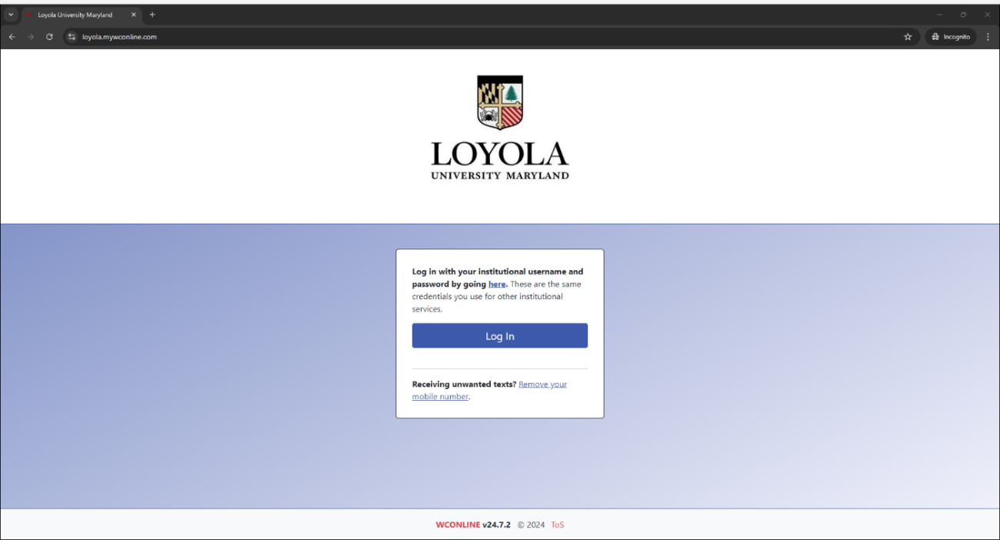 Loyola University Maryland
loyola.mywconline.com
Incognito
LOYOLA
UNIVERSITY MARYLAND
Log in with your institutional username and
password by going here. These are the same
credentials you use for other institutional
services.
Log In
Receiving unwanted texts? Remove your
mobile number.
WCONLINE v24.7.2 © 2024 ToS